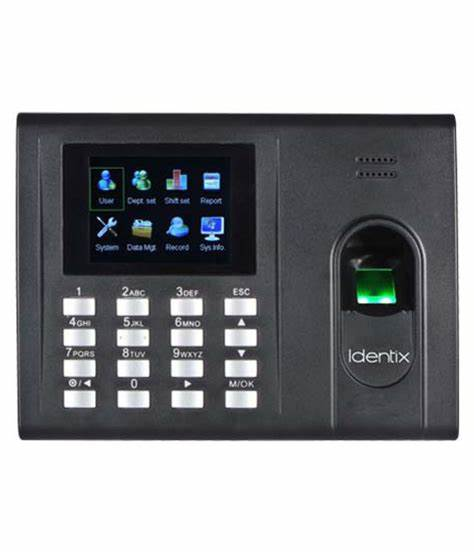 User Dept. set Shift set Report
System Data Mgt. Record Sys Info.
1 2ABC 3DEF ESC
4GHI 5JKL 6MNO ▲
7PQRS 8TUV 9WXYZ ▼
⊙/◀ 0 ▶ M/OK
Identix